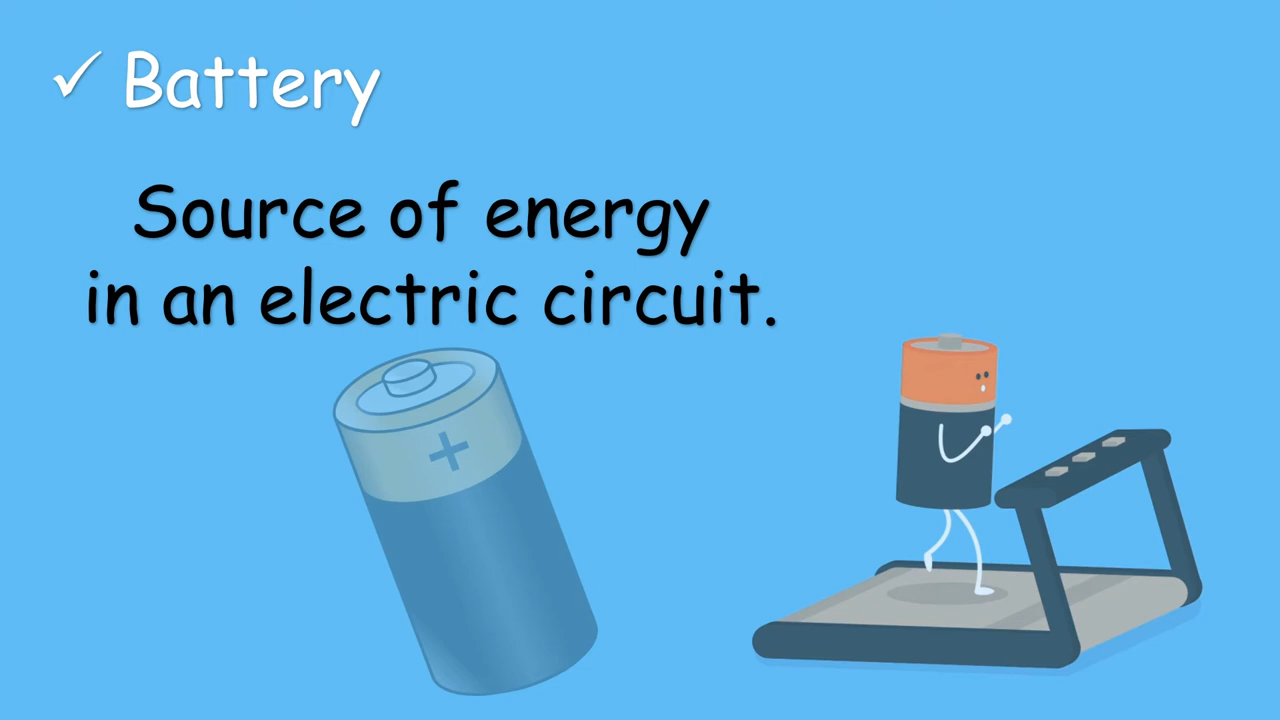 ✓ Battery
Source of energy
in an electric circuit.
+